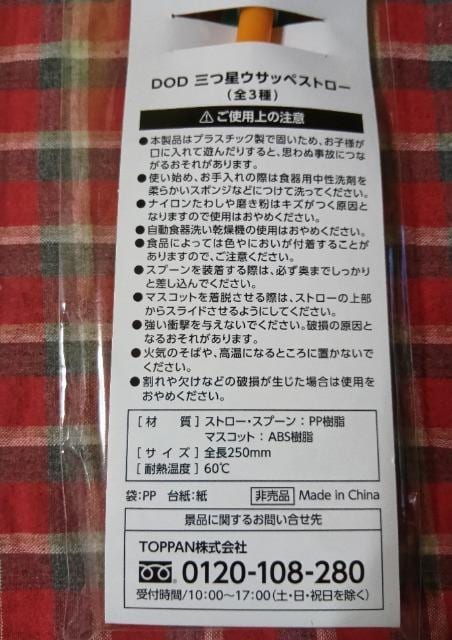 DOD 三つ星ウサッペストロー
（全3種）
⚠ご使用上の注意
●本製品はプラスチック製で固いため、お子様が
口に入れて遊んだりすると、思わぬ事故につな
がるおそれがあります。
●使い始め、お手入れの際は食器用中性洗剤を
柔らかいスポンジなどにつけて洗ってください。
●ナイロンたわしや磨き粉はキズがつく原因と
なりますので使用はおやめください。
●自動食器洗い乾燥機の使用はおやめください。
●食品によっては色やにおいが付着することが
ありますので、ご注意ください。
●スプーンを装着する際は、必ず奥までしっかり
と差し込んでください。
●マスコットを着脱させる際は、ストローの上部
からスライドさせるようにしてください。
●強い衝撃を与えないでください。破損の原因と
なるおそれがあります。
●火気のそばや、高温になるところに置かないで
ください。
●割れや欠けなどの破損が生じた場合は使用を
おやめください。
[材　質] ストロー・スプーン：PP樹脂
マスコット：ABS樹脂
[サイズ] 全長250mm
[耐熱温度] 60℃
袋:PP 台紙:紙 非売品 Made in China
景品に関するお問い合せ先
TOPPAN株式会社
0120-108-280
受付時間/10:00～17:00（土・日・祝日を除く）